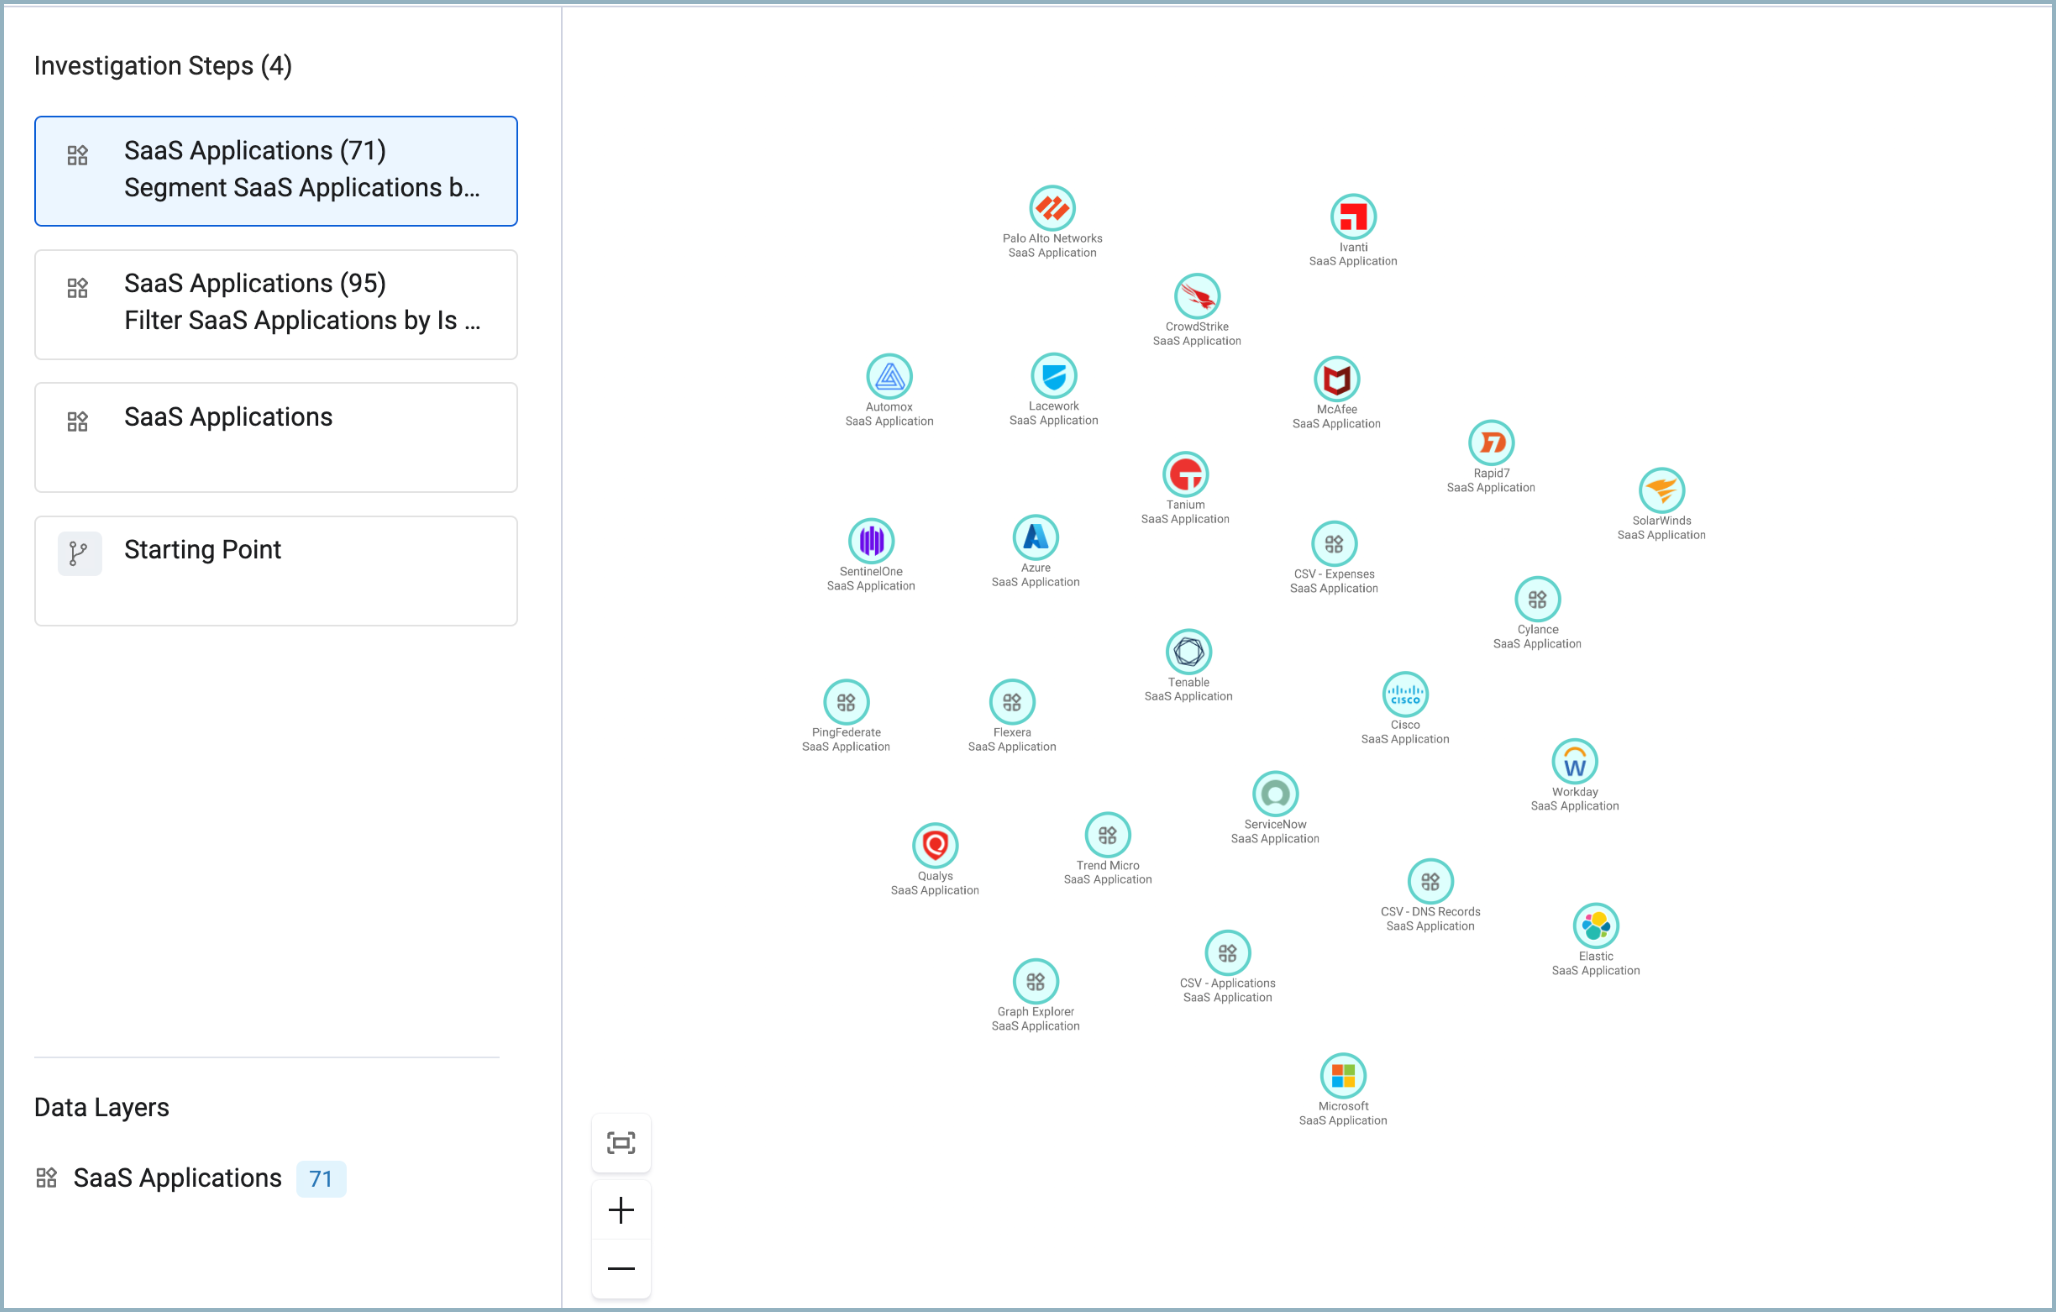 Investigation Steps (4)
SaaS Applications (71)
Segment SaaS Applications b...
SaaS Applications (95)
Filter SaaS Applications by Is ...
SaaS Applications
Starting Point
Data Layers
SaaS Applications 71
Palo Alto Networks
SaaS Application
Ivanti
SaaS Application
CrowdStrike
SaaS Application
Automox
SaaS Application
Lacework
SaaS Application
McAfee
SaaS Application
Rapid7
SaaS Application
Tanium
SaaS Application
SolarWinds
SaaS Application
SentinelOne
SaaS Application
Azure
SaaS Application
CSV - Expenses
SaaS Application
Cylance
SaaS Application
Tenable
SaaS Application
PingFederate
SaaS Application
Flexera
SaaS Application
CISCO
Cisco
SaaS Application
W
Workday
SaaS Application
ServiceNow
SaaS Application
Qualys
SaaS Application
Trend Micro
SaaS Application
CSV - DNS Records
SaaS Application
Elastic
SaaS Application
CSV - Applications
SaaS Application
Graph Explorer
SaaS Application
Microsoft
SaaS Application